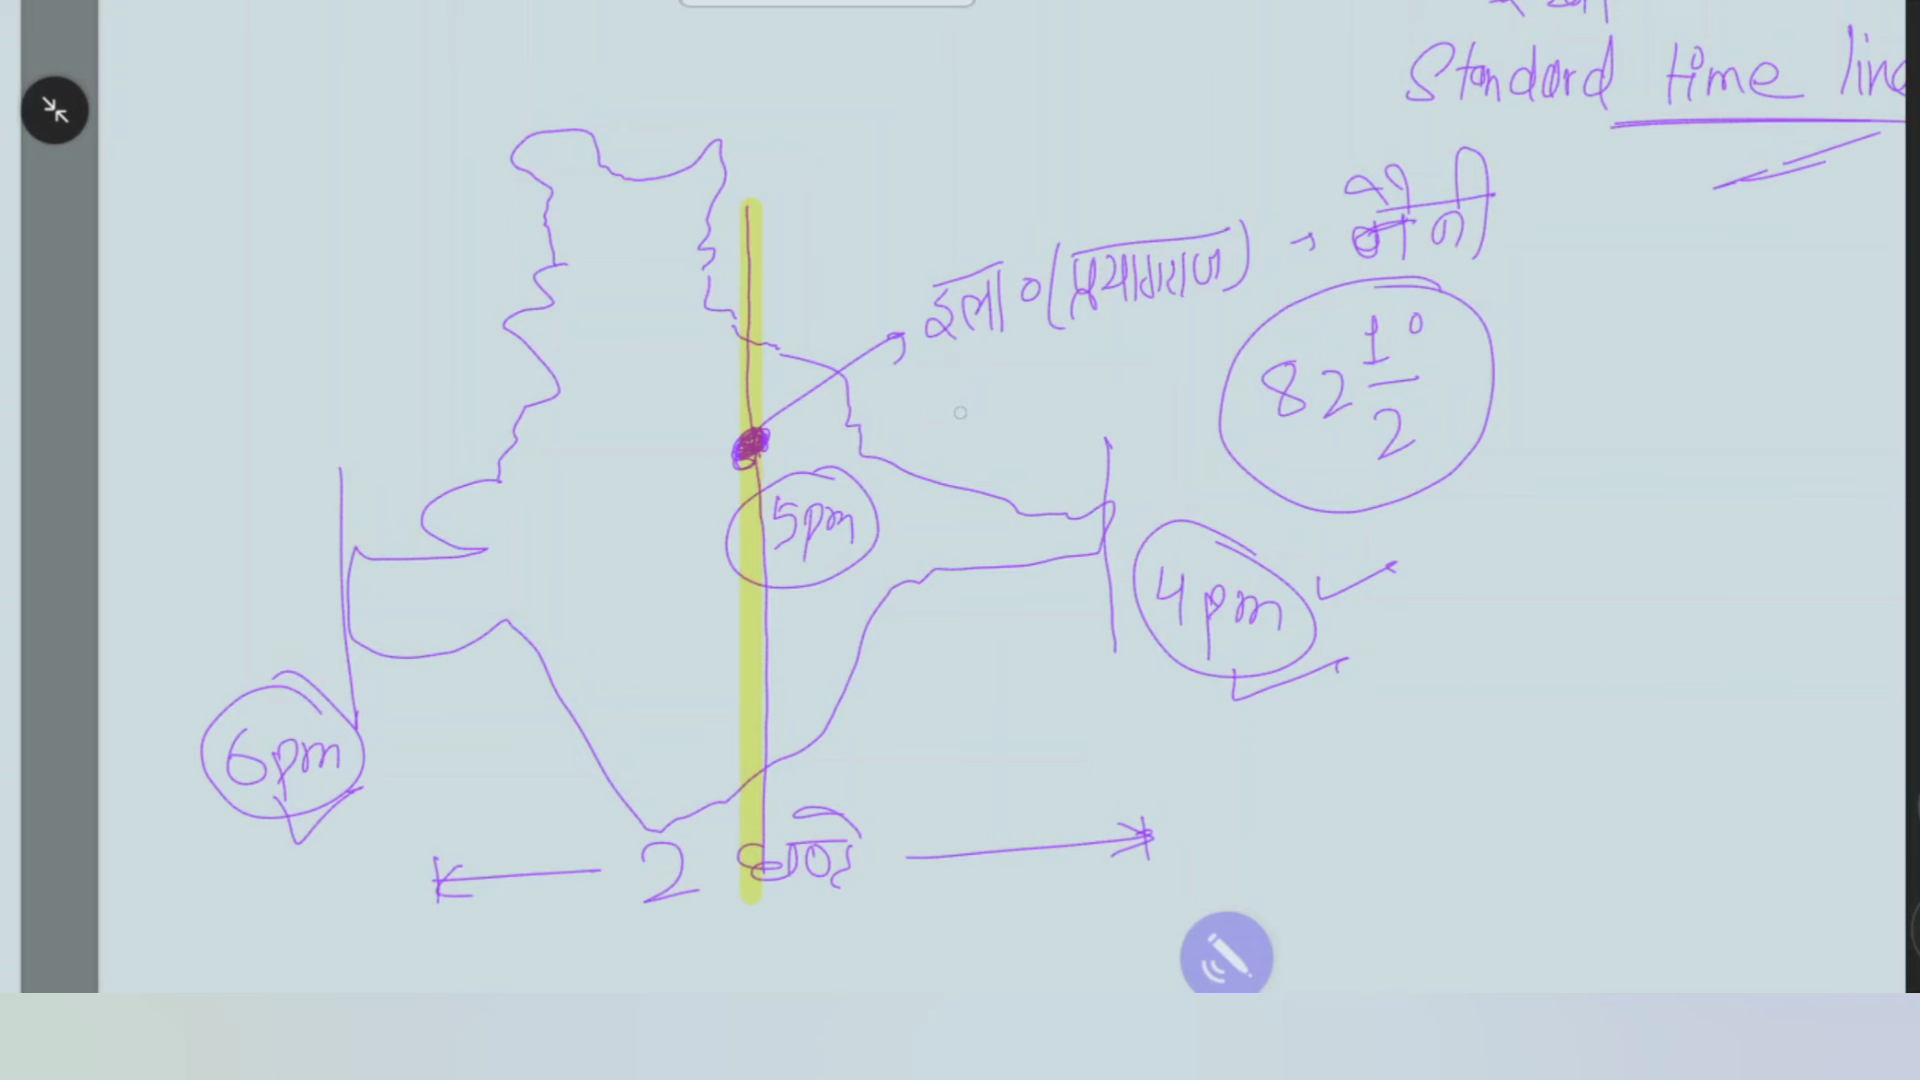 Standard time line
इला०(प्रयागराज) → नैनी
82 1/2°
5pm
4pm
6pm
2 घण्टे